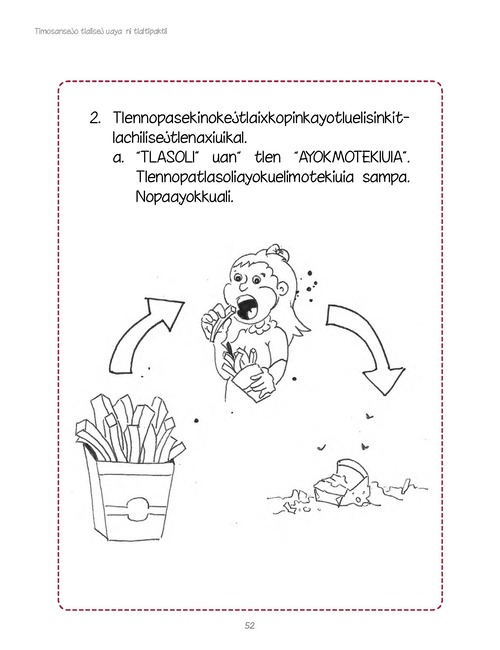 Timosansejo tlalisej uaya ni tlaltipaktli
2. Tlennopasekinokejtlaixkopinkayotluelisinkit-
lachilisejtlenaxiuikal.
a. "TLASOLI" uan" tlen "AYOKMOTEKIUIA".
Tlennopatlasoliayokuelimotekiuia sampa.
Nopaayokkuali.
52